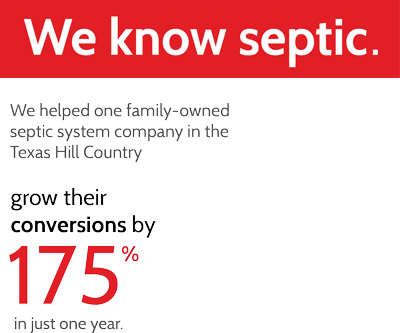 We know septic.
We helped one family-owned
septic system company in the
Texas Hill Country
grow their
conversions by
175%
in just one year.